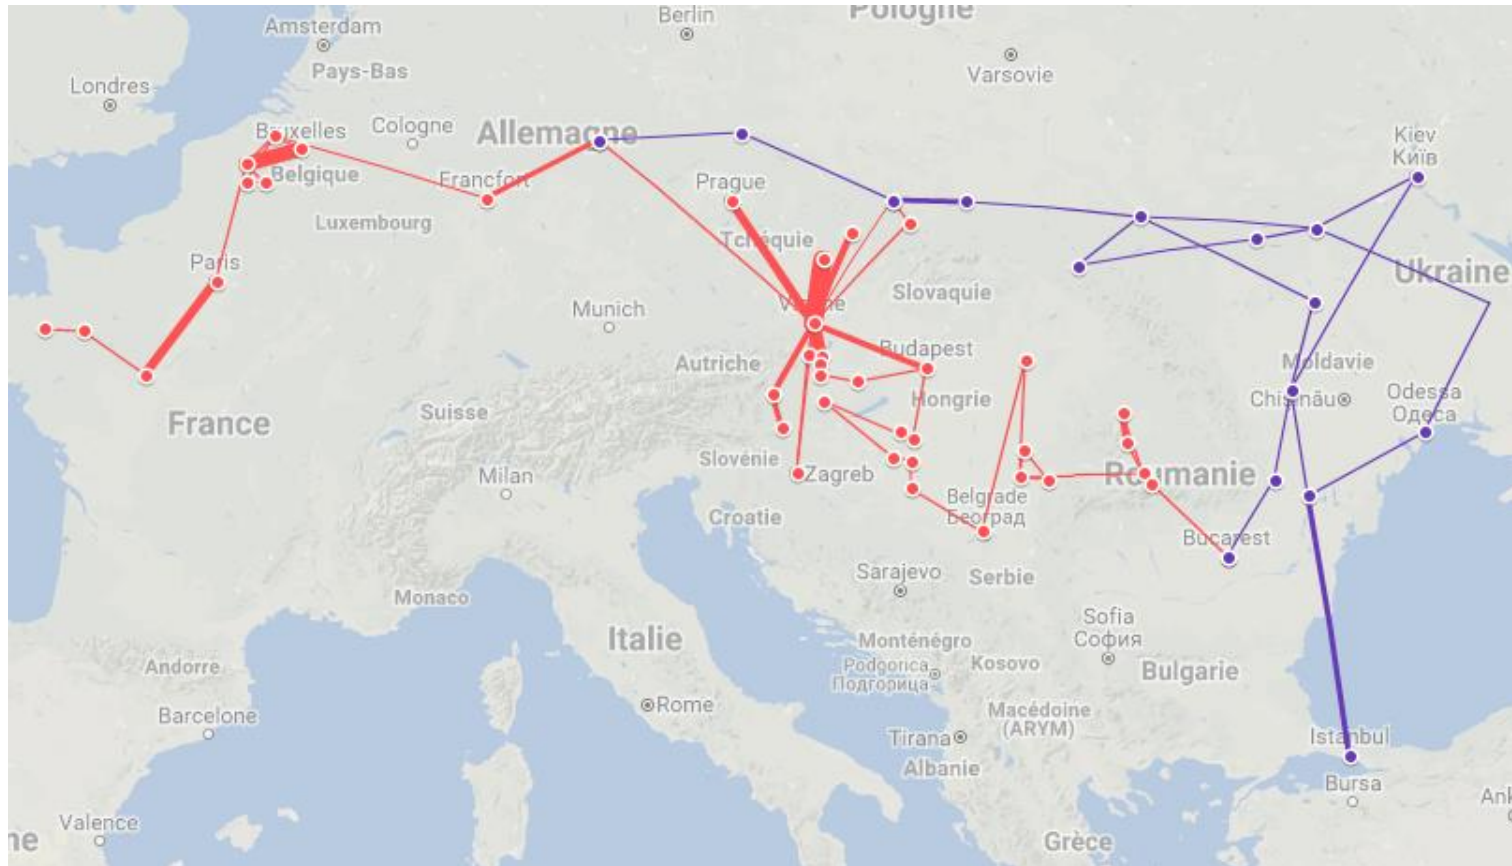 Pologne
Amsterdam
Berlin
Pays-Bas
Varsovie
Londres
Bruxelles
Cologne
Allemagne
Kiev
Київ
Belgique
Francfort
Prague
Luxembourg
Tchéquie
Paris
Ukraine
Slovaquie
Munich
Vienne
Budapest
Autriche
Moldavie
Hongrie
Chișinău
Odessa
Одеса
Suisse
France
Slovénie
Zagreb
Milan
Roumanie
Belgrade
Београд
Croatie
Bucarest
Sarajevo
Serbie
Monaco
Sofia
София
Italie
Monténégro
Andorre
Podgorica
Подгорица
Kosovo
Bulgarie
Rome
Macédoine
(ARYM)
Barcelone
Tirana
Istanbul
Albanie
Bursa
Valence
Grèce